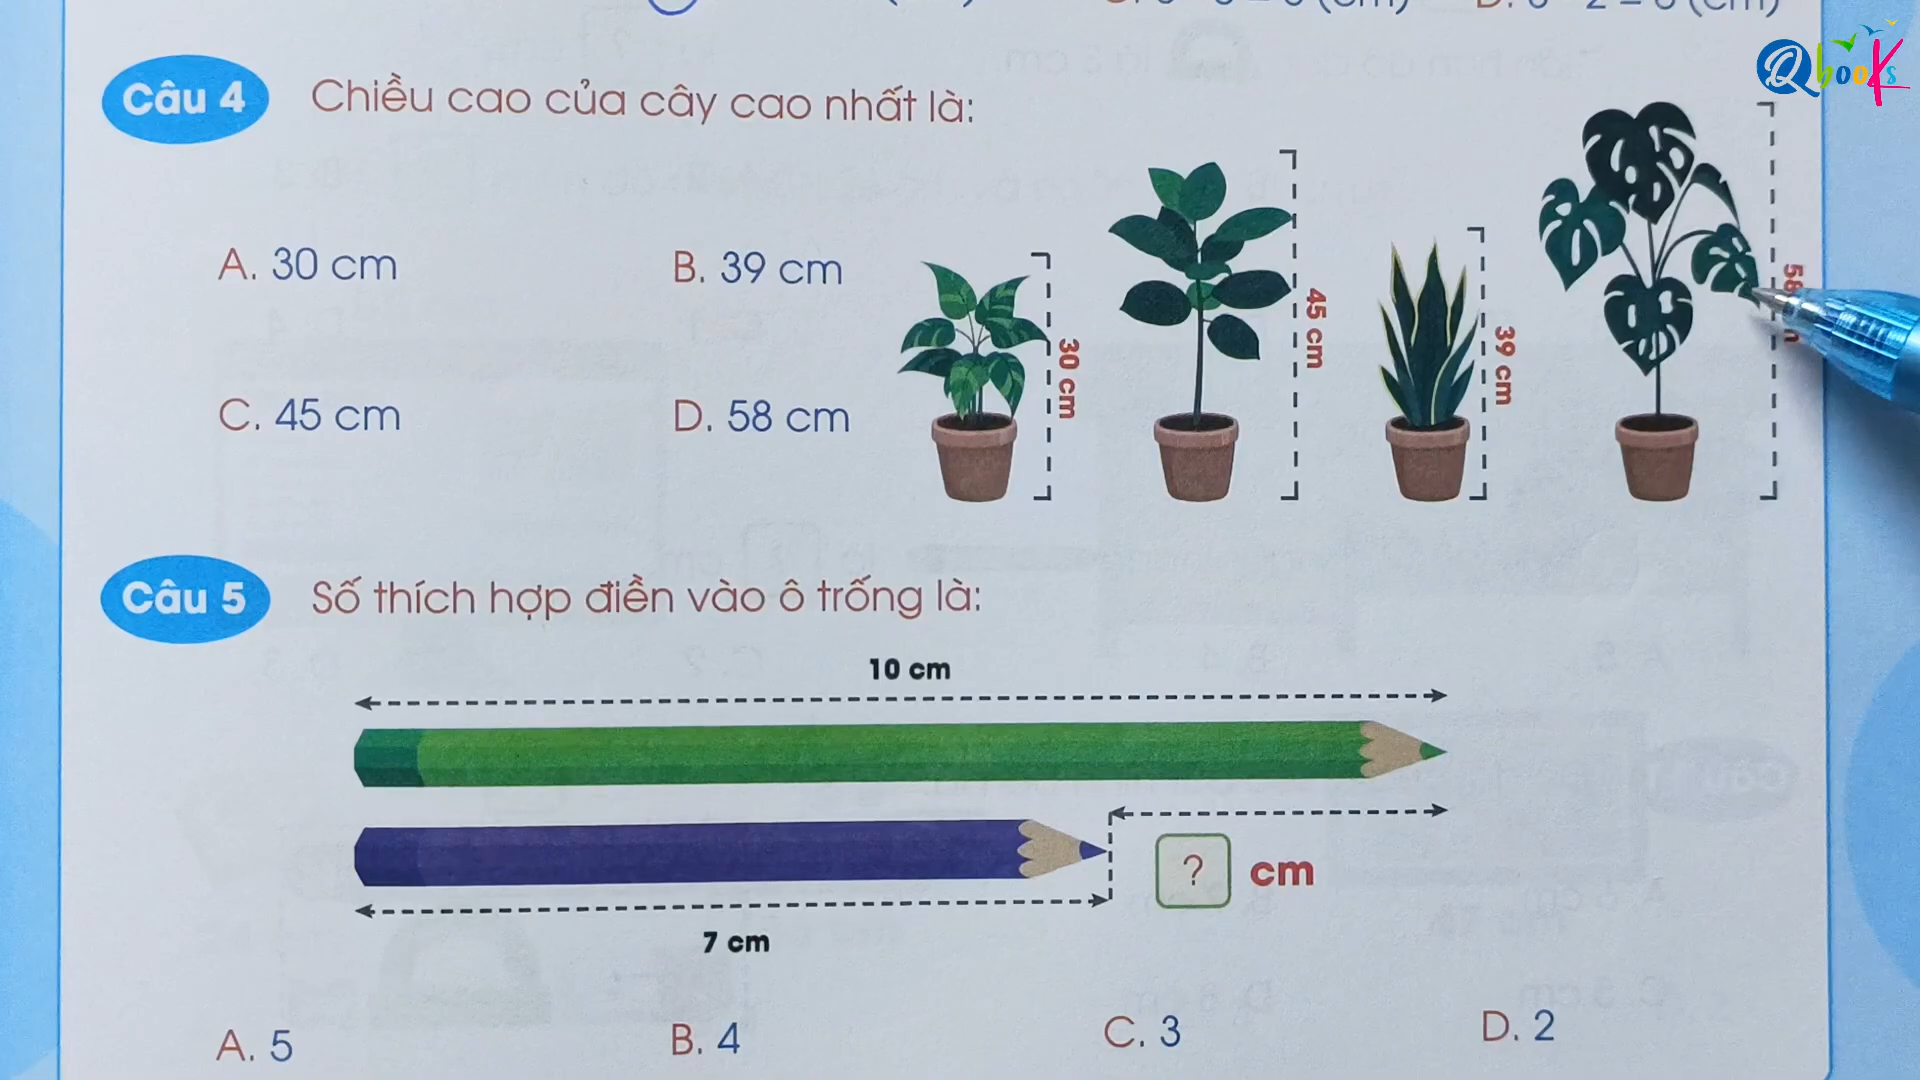 Qbooks
Câu 4 Chiều cao của cây cao nhất là:
A. 30 cm B. 39 cm
C. 45 cm D. 58 cm
30 cm
45 cm
39 cm
Câu 5 Số thích hợp điền vào ô trống là:
10 cm
? cm
7 cm
A. 5 B. 4 C. 3 D. 2